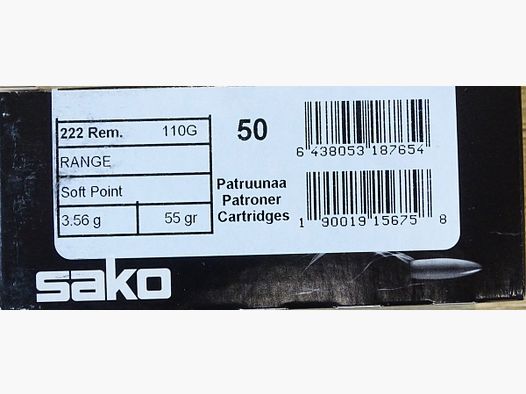 222 Rem. 110G
RANGE
Soft Point
3.56 g 55 gr
50
Patruunaa
Patroner
Cartridges
6 438053 187654
1 90019 15675 8
sako